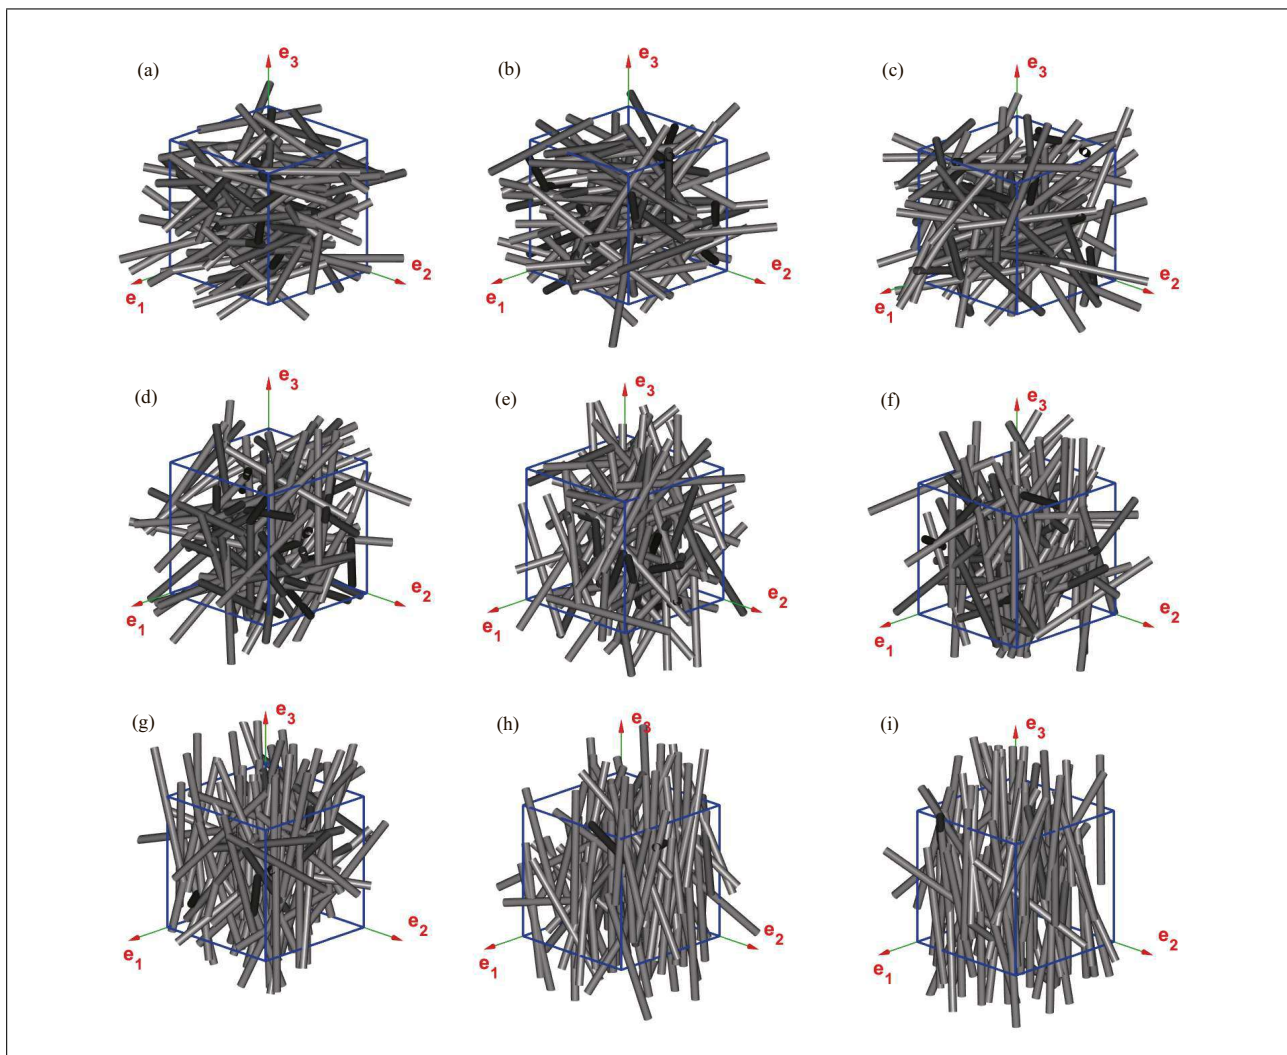 (a) e3
(b) e3
(c) e3
e1 e2
e1 e2
e1 e2
(d) e3
(e) e3
(f) e3
e1 e2
e1 e2
e1 e2
(g) e3
(h) e3
(i) e3
e1 e2
e1 e2
e1 e2